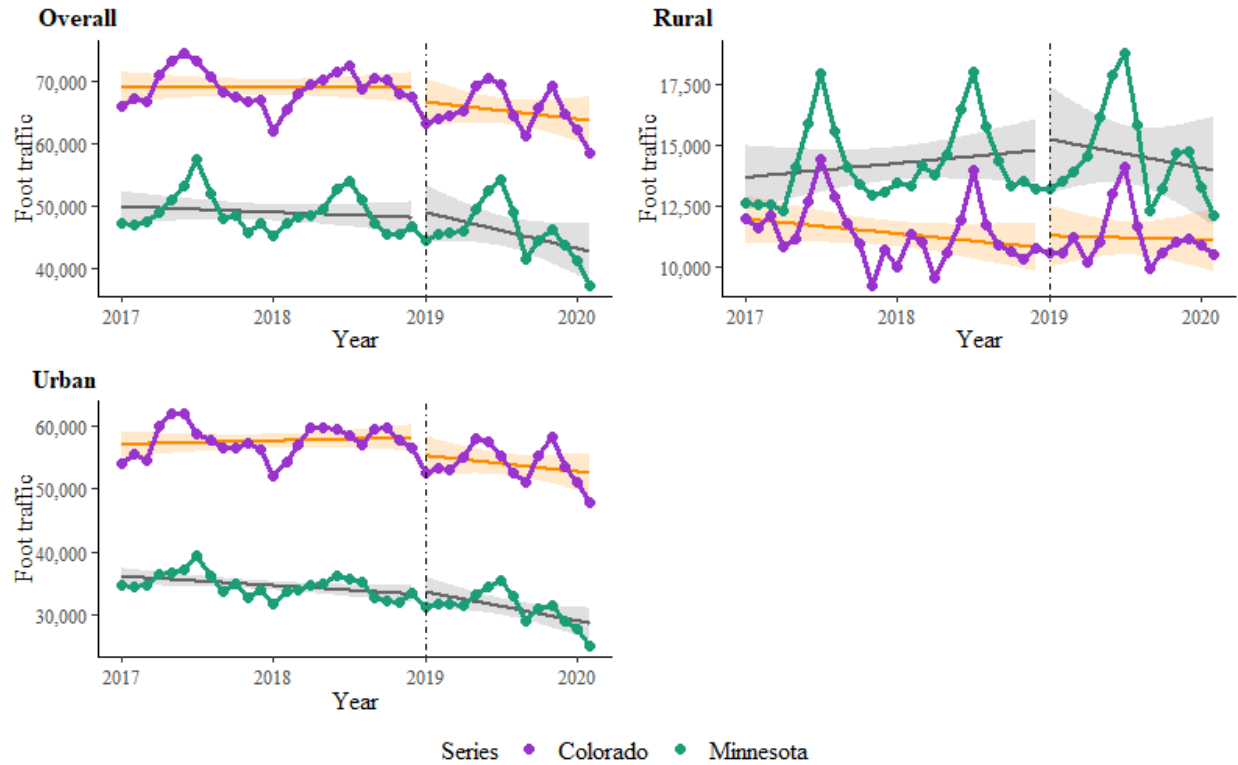 Overall
Foot traffic
70,000
60,000
50,000
40,000
2017 2018 2019 2020
Year
Rural
Foot traffic
17,500
15,000
12,500
10,000
2017 2018 2019 2020
Year
Urban
Foot traffic
60,000
50,000
40,000
30,000
2017 2018 2019 2020
Year
Series Colorado Minnesota